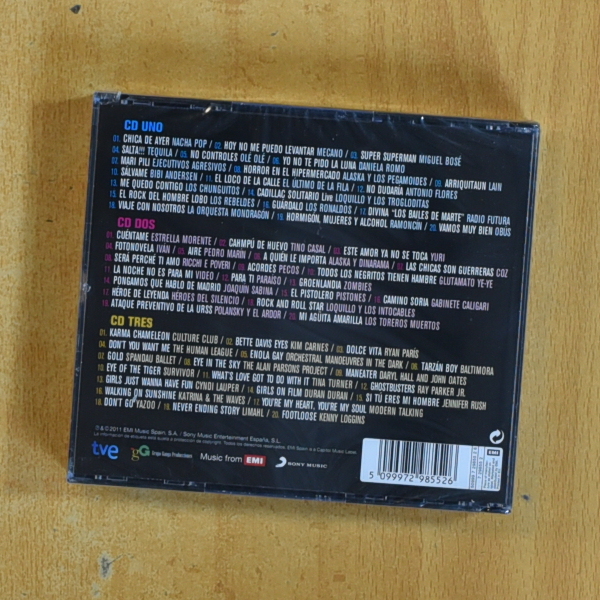 CD UNO
01. CHICA DE AYER NACHA POP / 02. HOY NO ME PUEDO LEVANTAR MECANO / 03. SUPER SUPERMAN MIGUEL BOSÉ
04. SALTA!!! TEQUILA / 05. NO CONTROLES OLÉ OLÉ / 06. YO NO TE PIDO LA LUNA DANIELA ROMO
07. MARI PILI EJECUTIVOS AGRESIVOS / 08. HORROR EN EL HIPERMERCADO ALASKA Y LOS PEGAMOIDES / 09. ARRIQUITAUN LAIN
10. SÁLVAME BIBI ANDERSEN / 11. EL LOCO DE LA CALLE EL ÚLTIMO DE LA FILA / 12. NO DUDARÍA ANTONIO FLORES
13. ME QUEDO CONTIGO LOS CHUNGUITOS / 14. CADILLAC SOLITARIO Live LOQUILLO Y LOS TROGLODITAS
15. EL ROCK DEL HOMBRE LOBO LOS REBELDES / 16. GUÁRDALO LOS RONALDOS / 17. DIVINA "LOS BAILES DE MARTE" RADIO FUTURA
18. VIAJE CON NOSOTROS LA ORQUESTA MONDRAGÓN / 19. HORMIGÓN, MUJERES Y ALCOHOL RAMONCÍN / 20. VAMOS MUY BIEN OBÚS
CD DOS
01. CUÉNTAME ESTRELLA MORENTE / 02. CAHMPÚ DE HUEVO TINO CASAL / 03. ESTE AMOR YA NO SE TOCA YURI
04. FOTONOVELA IVÁN / 05. AIRE PEDRO MARÍN / 06. A QUIÉN LE IMPORTA ALASKA Y DINARAMA / 07. LAS CHICAS SON GUERRERAS COZ
08. SERÁ PERCHÉ TI AMO RICCHI E POVERI / 09. ACORDES PECOS / 10. TODOS LOS NEGRITOS TIENEN HAMBRE GLUTAMATO YE-YE
11. LA NOCHE NO ES PARA MI VIDEO / 12. PARA TI PARAISO / 13. GROENLANDIA ZOMBIES
14. PONGAMOS QUE HABLO DE MADRID JOAQUÍN SABINA / 15. EL PISTOLERO PISTONES / 16. CAMINO SORIA GABINETE CALIGARI
17. HEROE DE LEYENDA HÉROES DEL SILENCIO / 18. ROCK AND ROLL STAR LOQUILLO Y LOS INTOCABLES
19. ATAQUE PREVENTIVO DE LA URSS POLANSKY Y EL ARDOR / 20. MI AGÜITA AMARILLA LOS TOREROS MUERTOS
CD TRES
01. KARMA CHAMELEON CULTURE CLUB / 02. BETTE DAVIS EYES KIM CARNES / 03. DOLCE VITA RYAN PARIS
04. DON'T YOU WANT ME THE HUMAN LEAGUE / 05. ENOLA GAY ORCHESTRAL MANOEUVRES IN THE DARK / 06. TARZÁN BOY BALTIMORA
07. GOLD SPANDAU BALLET / 08. EYE IN THE SKY THE ALAN PARSONS PROJECT / 09. MANEATER DARYL HALL AND JOHN OATES
10. EYE OF THE TIGER SURVIVOR / 11. WHAT'S LOVE GOT TO DO WITH IT TINA TURNER / 12. GHOSTBUSTERS RAY PARKER JR.
13. GIRLS JUST WANNA HAVE FUN CYNDI LAUPER / 14. GIRLS ON FILM DURAN DURAN / 15. SI TÚ ERES MI HOMBRE JENNIFER RUSH
16. WALKING ON SUNSHINE KATRINA & THE WAVES / 17. YOU'RE MY HEART, YOU'RE MY SOUL MODERN TALKING
18. DON'T GO YAZOO / 19. NEVER ENDING STORY LIMAHL / 20. FOOTLOOSE KENNY LOGGINS
℗ & © 2011 EMI Music Spain, S.A. / Sony Music Entertainment España, S.L.
tve gG Grupo Ganga Producciones Music from EMI SONY MUSIC
5 099972 985526
EMI